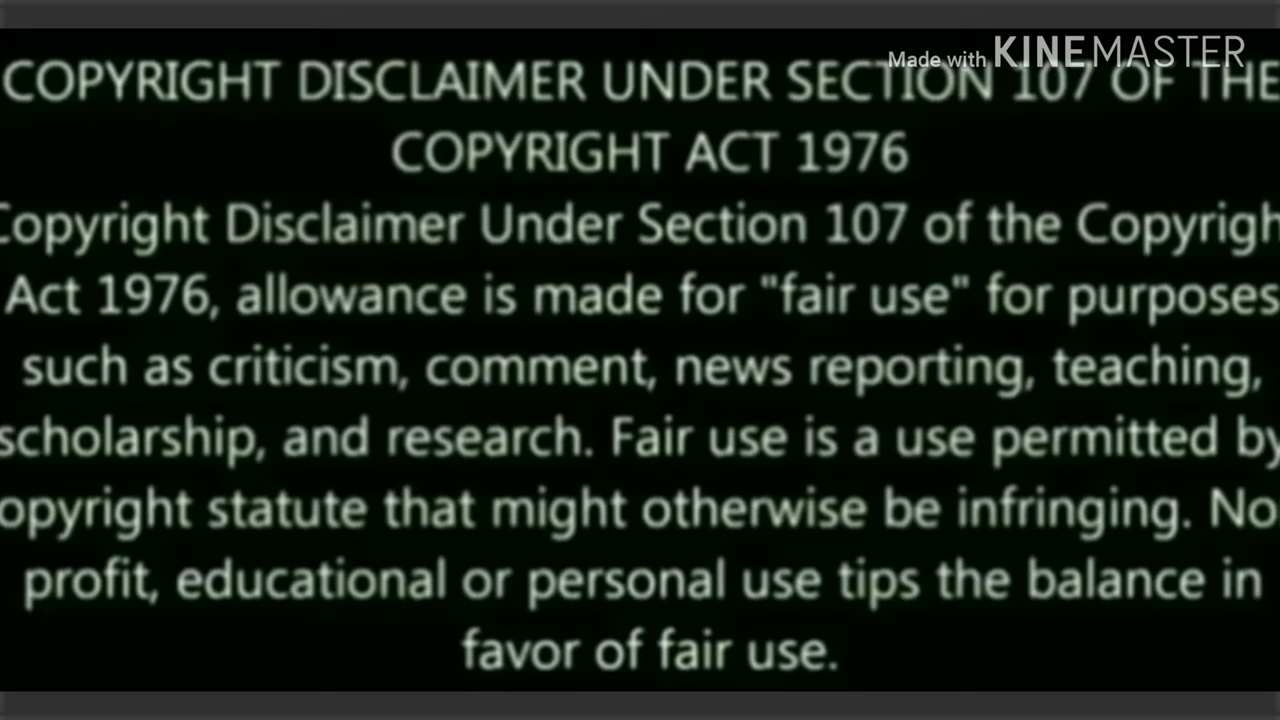 Made with KINEMASTER
COPYRIGHT DISCLAIMER UNDER SECTION 107 OF THE
COPYRIGHT ACT 1976
Copyright Disclaimer Under Section 107 of the Copyrigh
Act 1976, allowance is made for "fair use" for purposes
such as criticism, comment, news reporting, teaching,
scholarship, and research. Fair use is a use permitted by
opyright statute that might otherwise be infringing. No
profit, educational or personal use tips the balance in
favor of fair use.